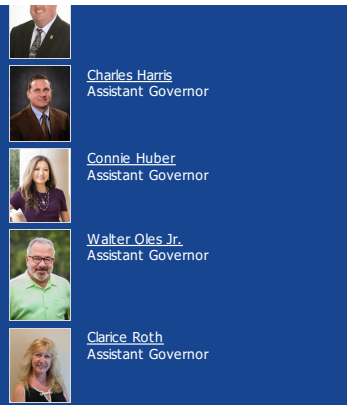 Charles Harris
Assistant Governor
Connie Huber
Assistant Governor
Walter Oles Jr.
Assistant Governor
Clarice Roth
Assistant Governor